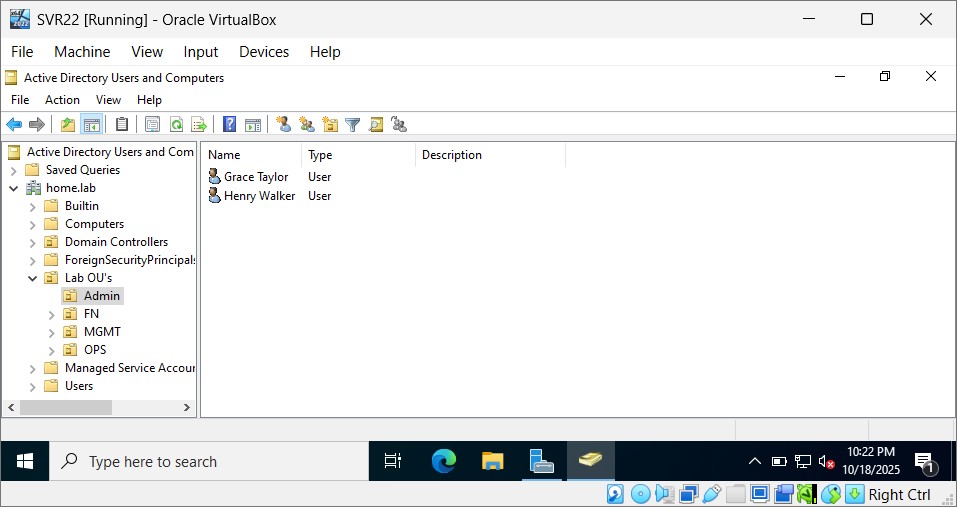 SVR22 [Running] - Oracle VirtualBox
File Machine View Input Devices Help
Active Directory Users and Computers
File Action View Help
Active Directory Users and Com
Saved Queries
home.lab
Builtin
Computers
Domain Controllers
ForeignSecurityPrincipals
Lab OU's
Admin
FN
MGMT
OPS
Managed Service Accour
Users
Name Type Description
Grace Taylor User
Henry Walker User
Type here to search
10:22 PM
10/18/2025
1
Right Ctrl